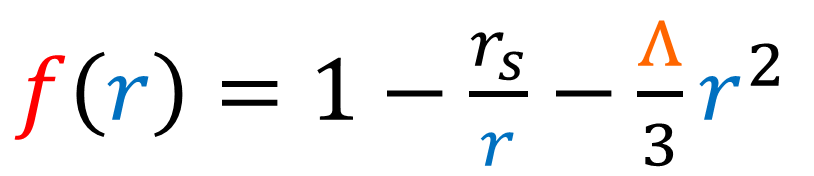 f(r) = 1 − r_s/r − Λ/3 r²